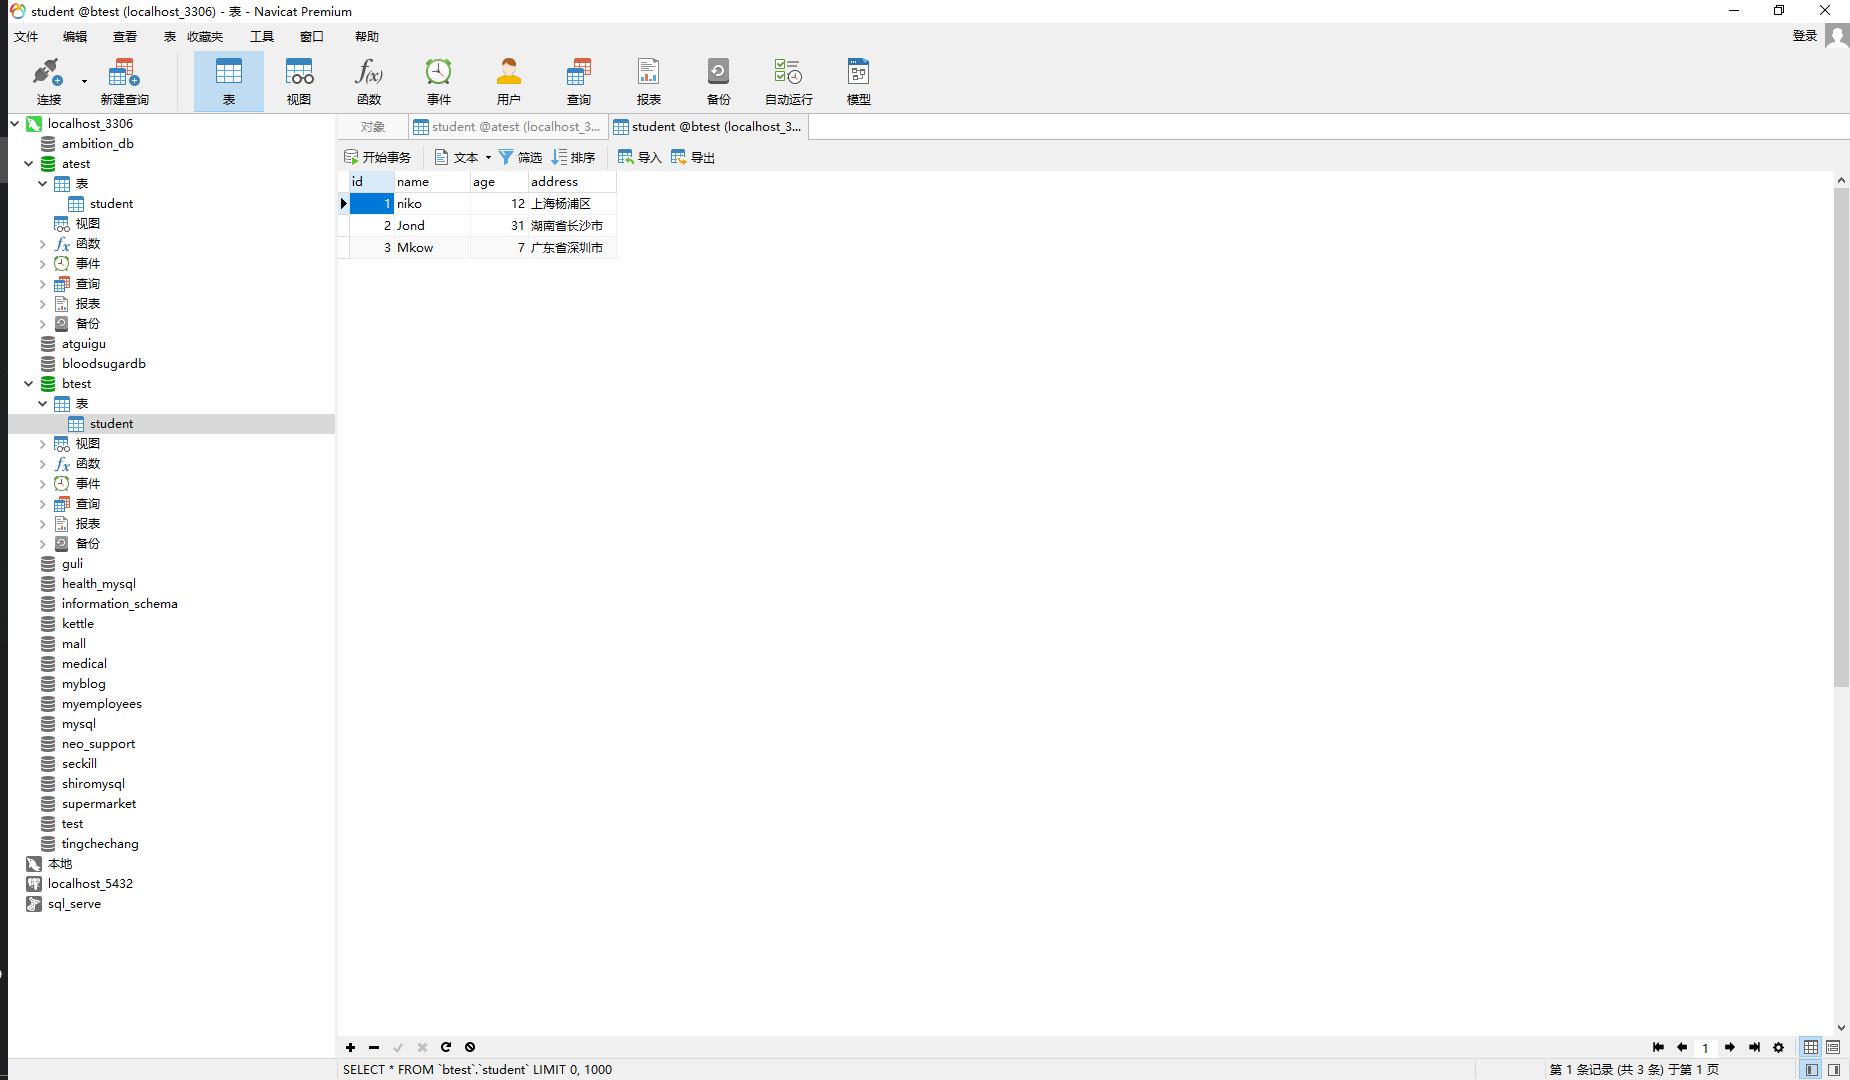 student @btest (localhost_3306) - 表 - Navicat Premium
文件 编辑 查看 表 收藏夹 工具 窗口 帮助 登录
连接 新建查询 表 视图 函数 事件 用户 查询 报表 备份 自动运行 模型
对象 student @atest (localhost_3... student @btest (localhost_3...
开始事务 文本 筛选 排序 导入 导出
id name age address
1 niko 12 上海杨浦区
2 Jond 31 湖南省长沙市
3 Mkow 7 广东省深圳市
localhost_3306
ambition_db
atest
表
student
视图
函数
事件
查询
报表
备份
atguigu
bloodsugardb
btest
表
student
视图
函数
事件
查询
报表
备份
guli
health_mysql
information_schema
kettle
mall
medical
myblog
myemployees
mysql
neo_support
seckill
shiromysql
supermarket
test
tingchechang
本地
localhost_5432
sql_serve
1
SELECT * FROM `btest`.`student` LIMIT 0, 1000 第 1 条记录 (共 3 条) 于第 1 页